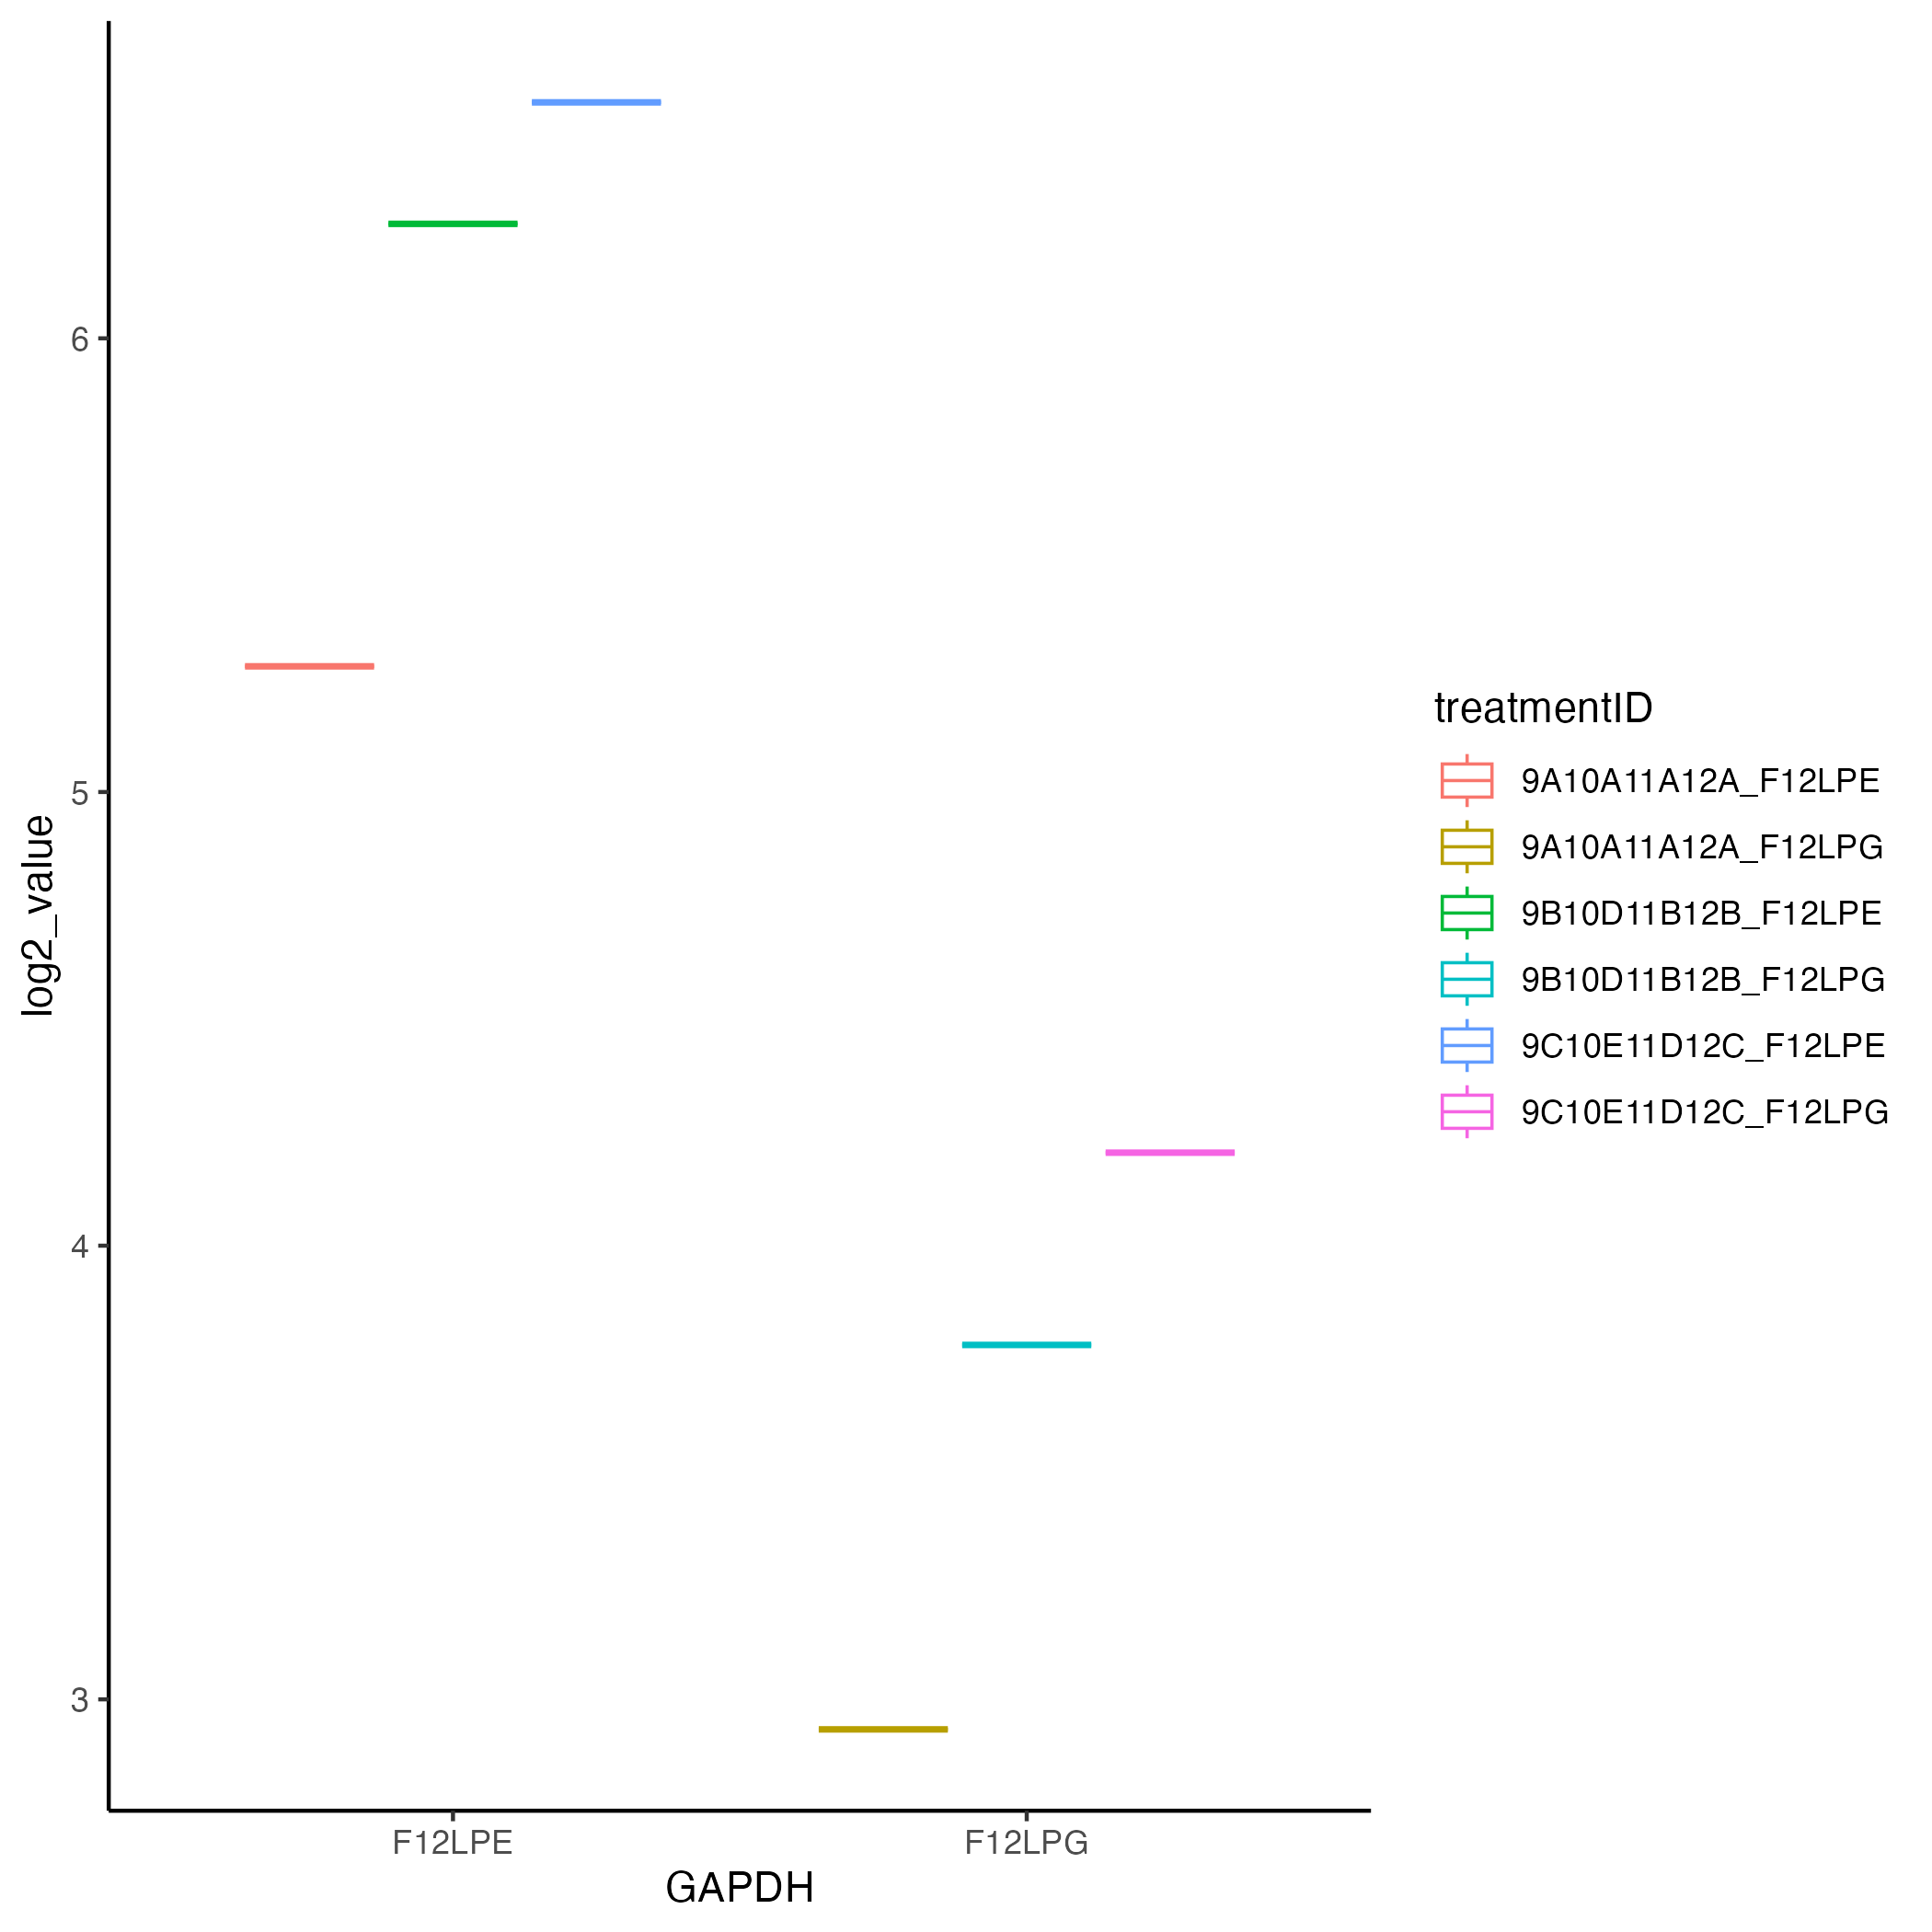 log2_value
6
5
4
3
F12LPE
F12LPG
GAPDH
treatmentID
9A10A11A12A_F12LPE
9A10A11A12A_F12LPG
9B10D11B12B_F12LPE
9B10D11B12B_F12LPG
9C10E11D12C_F12LPE
9C10E11D12C_F12LPG